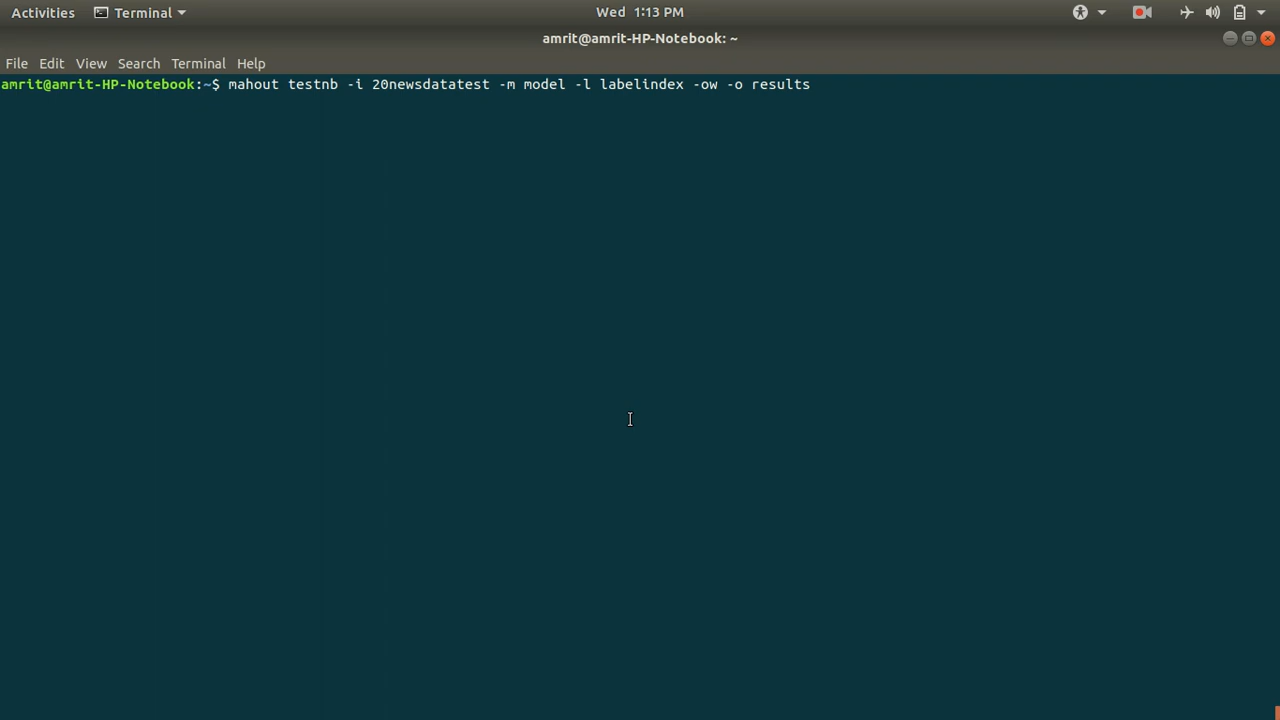 Activities Terminal Wed 1:13 PM
amrit@amrit-HP-Notebook: ~
File Edit View Search Terminal Help
amrit@amrit-HP-Notebook:~$ mahout testnb -i 20newsdatatest -m model -l labelindex -ow -o results